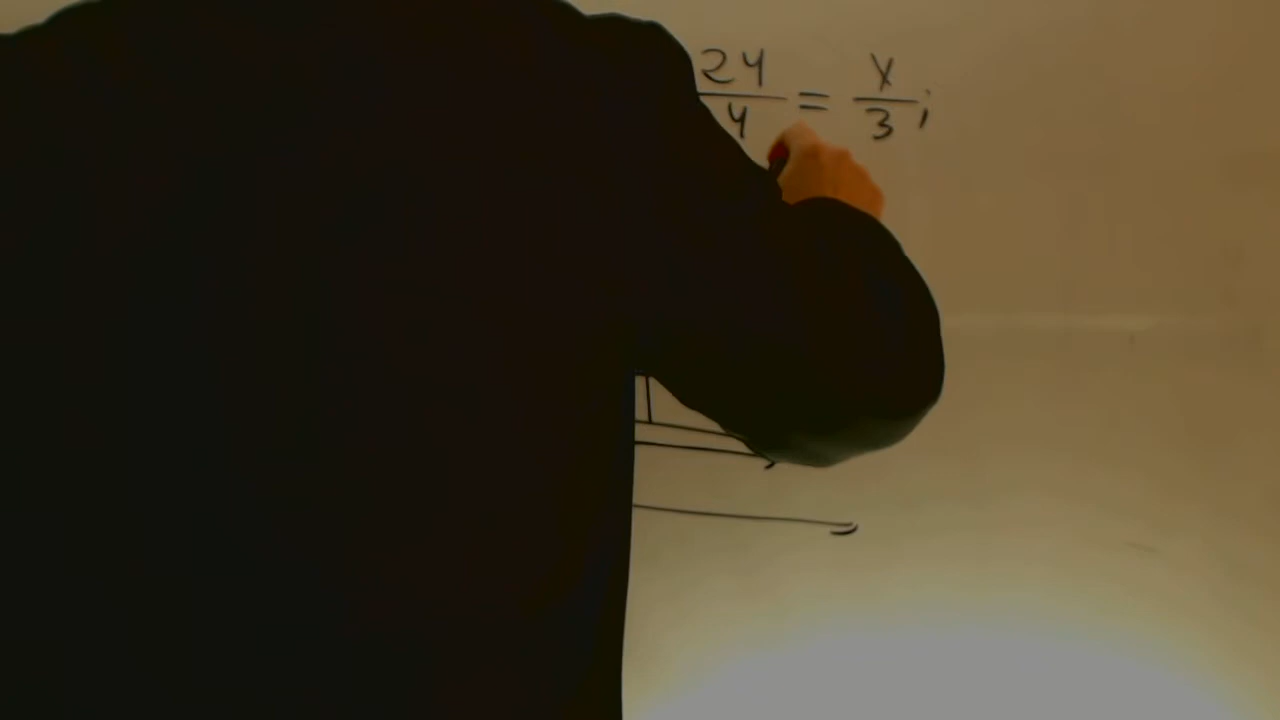 24/4 = x/3;